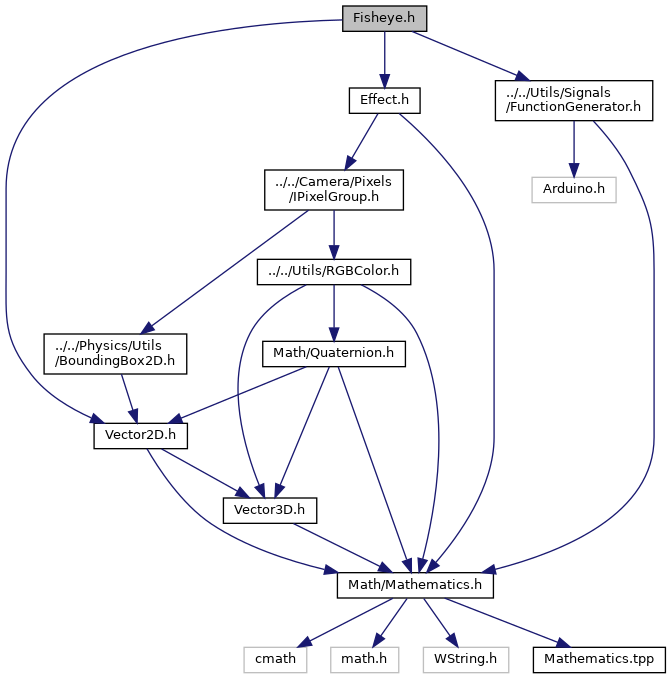 Fisheye.h
Effect.h
../../Utils/Signals
/FunctionGenerator.h
../../Camera/Pixels
/IPixelGroup.h
Arduino.h
../../Utils/RGBColor.h
../../Physics/Utils
/BoundingBox2D.h
Math/Quaternion.h
Vector2D.h
Vector3D.h
Math/Mathematics.h
cmath
math.h
WString.h
Mathematics.tpp